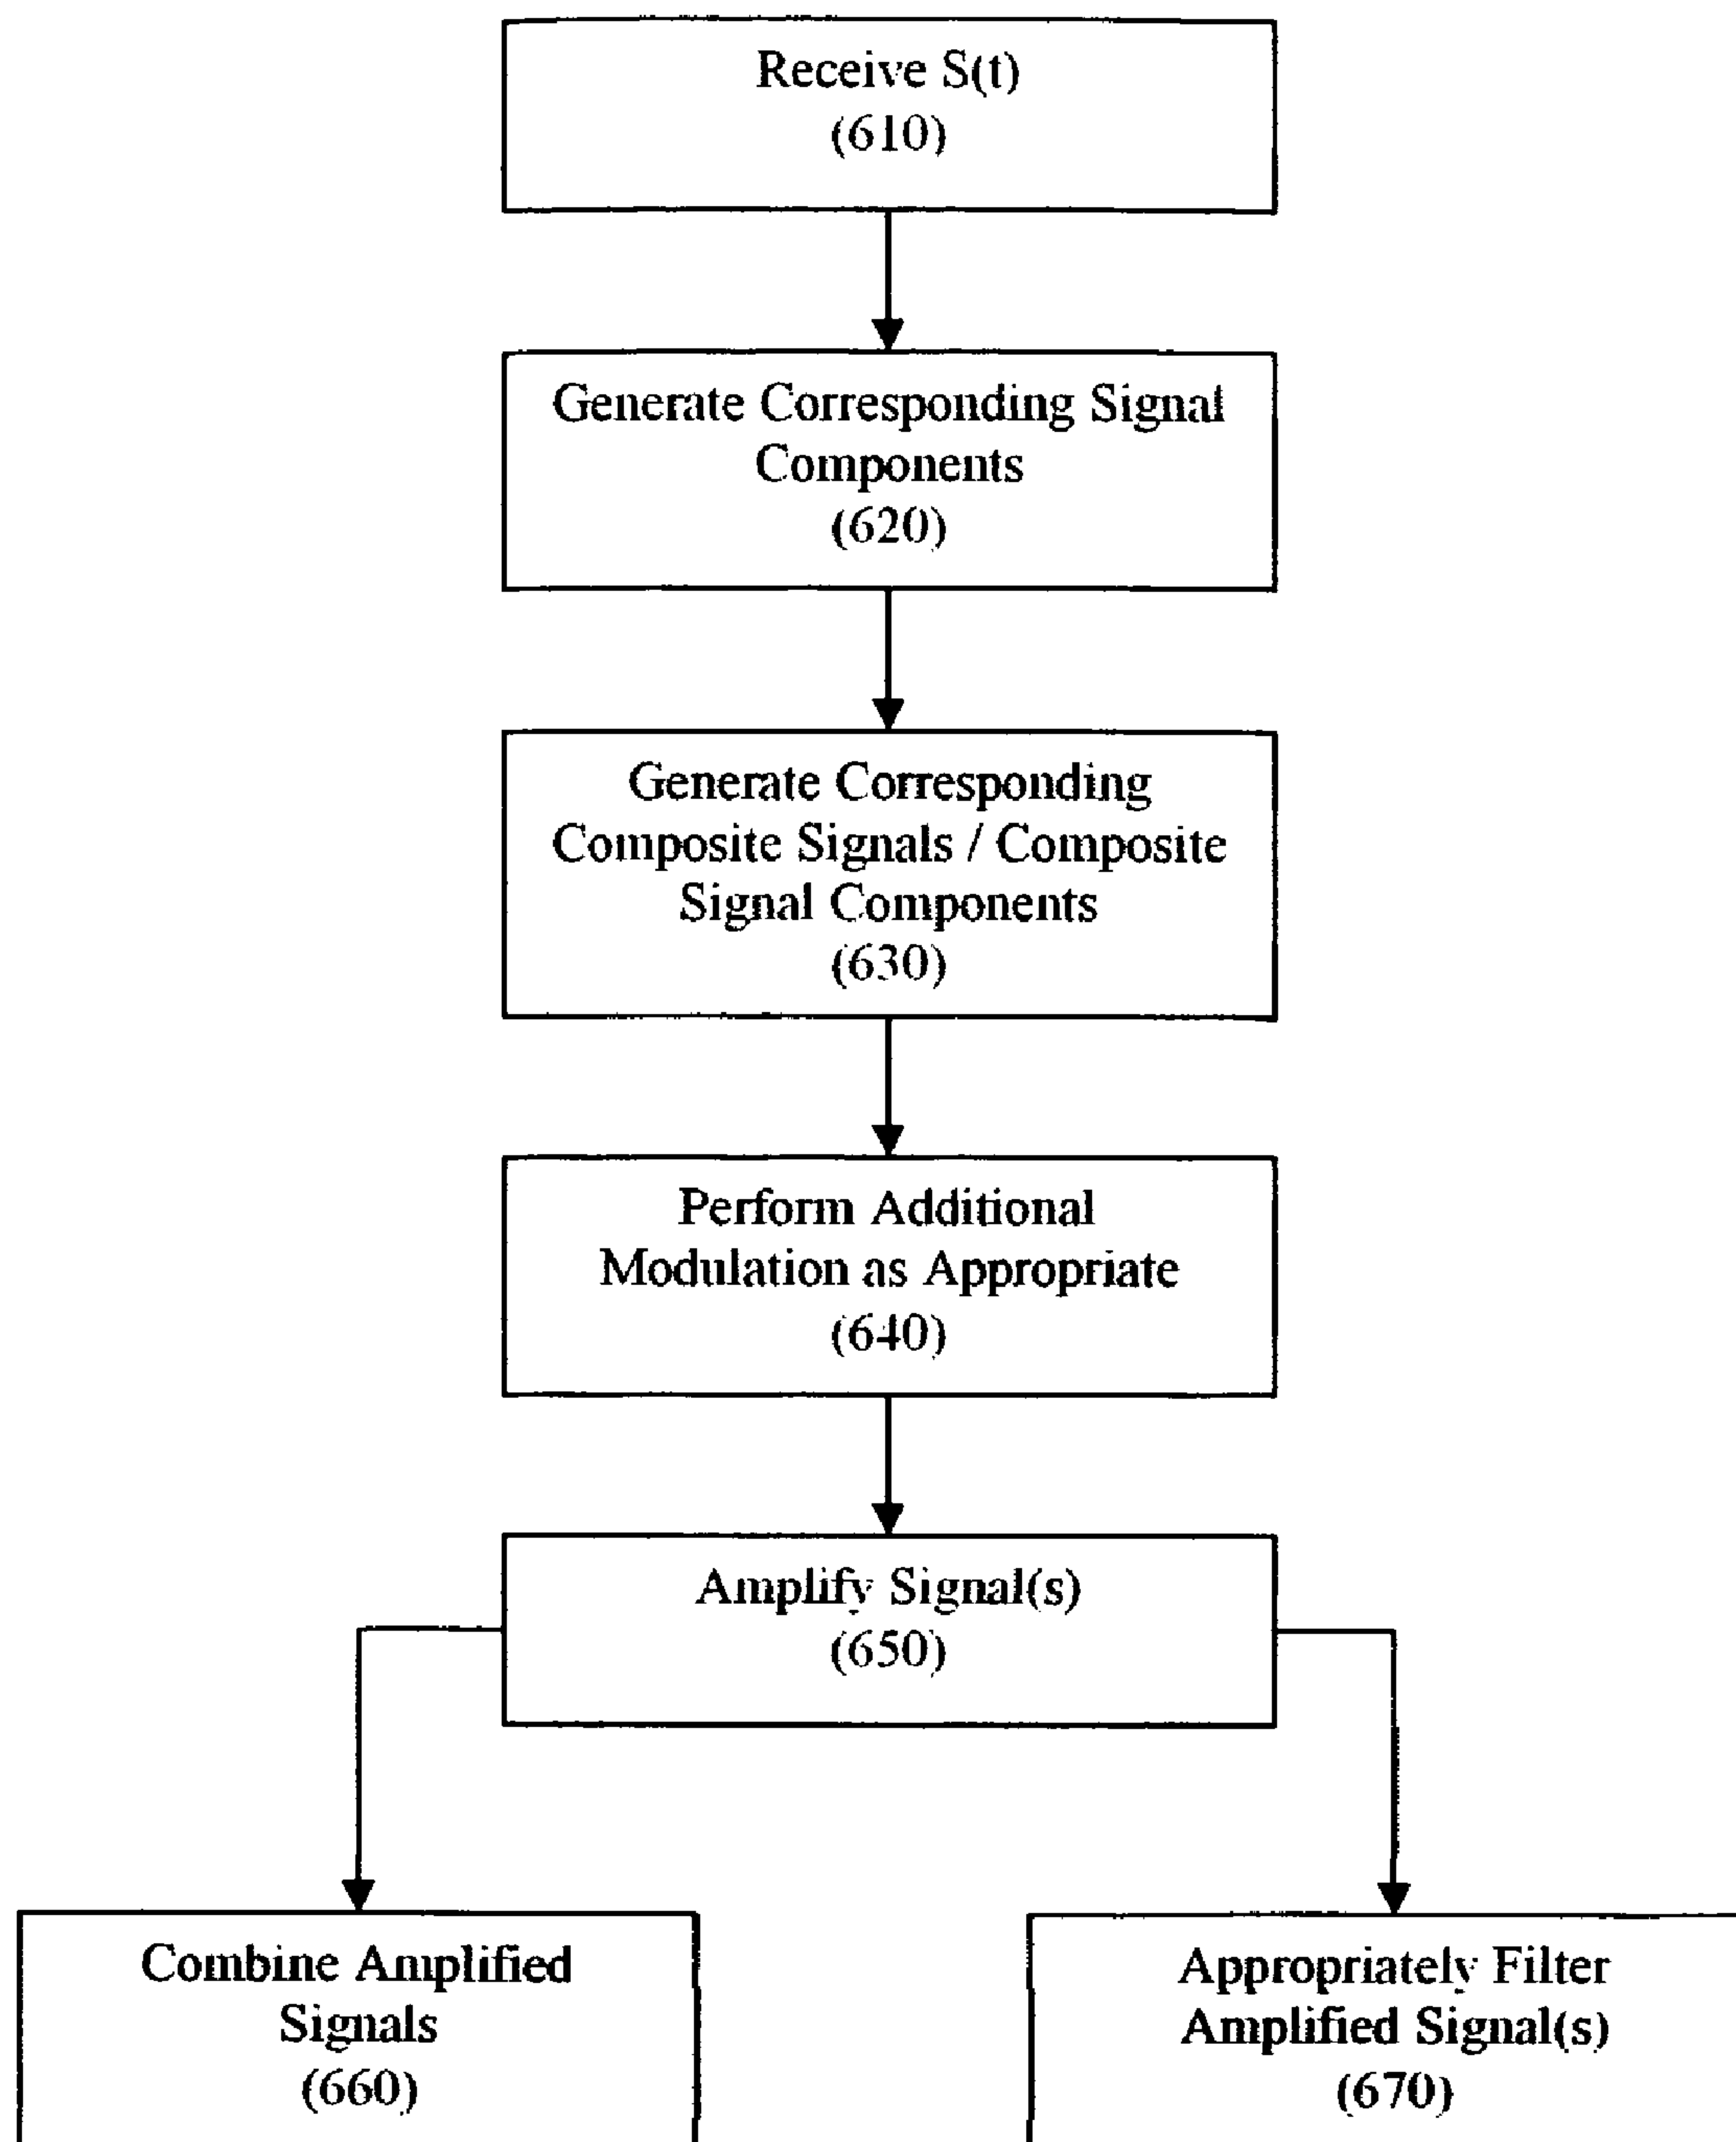 Receive S(t)
(610)
Generate Corresponding Signal
Components
(620)
Generate Corresponding
Composite Signals / Composite
Signal Components
(630)
Perform Additional
Modulation as Appropriate
(640)
Amplify Signal(s)
(650)
Combine Amplified
Signals
(660)
Appropriately Filter
Amplified Signal(s)
(670)